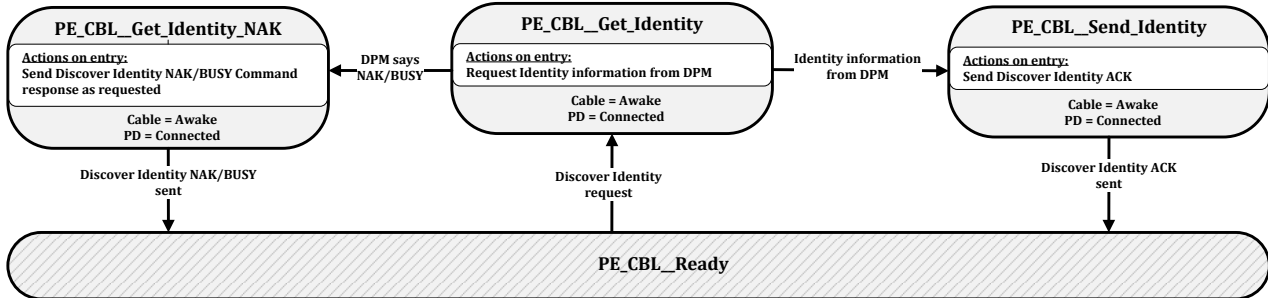 PE_CBL_Get_Identity_NAK
Actions on entry:
Send Discover Identity NAK/BUSY Command
response as requested
Cable = Awake
PD = Connected
DPM says
NAK/BUSY
PE_CBL_Get_Identity
Actions on entry:
Request Identity information from DPM
Cable = Awake
PD = Connected
Identity information
from DPM
PE_CBL_Send_Identity
Actions on entry:
Send Discover Identity ACK
Cable = Awake
PD = Connected
Discover Identity NAK/BUSY
sent
Discover Identity
request
Discover Identity ACK
sent
PE_CBL_Ready